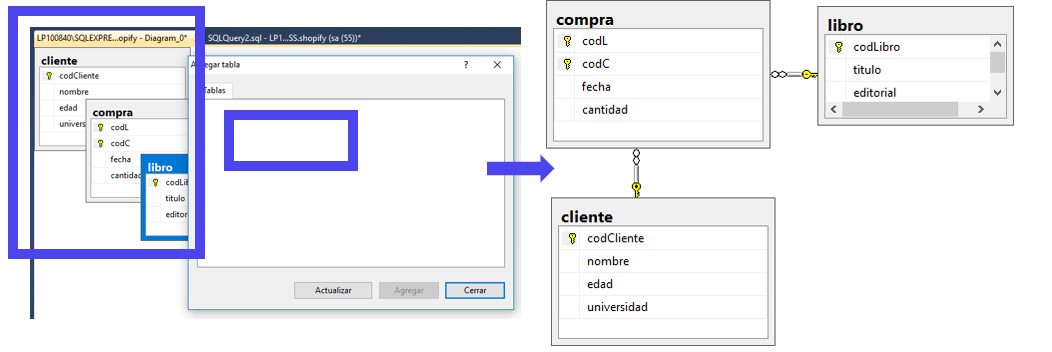 LP100840\SQLEXPRE...opify - Diagram_0*
SQLQuery2.sql - LP1...SS.shopify (sa (55))*
cliente
codCliente
nombre
edad
univers
compra
codL
codC
fecha
cantidad
libro
codLi
titulo
editor
gregar tabla
?
Tablas
Actualizar
Agregar
Cerrar
compra
codL
codC
fecha
cantidad
libro
codLibro
titulo
editorial
cliente
codCliente
nombre
edad
universidad